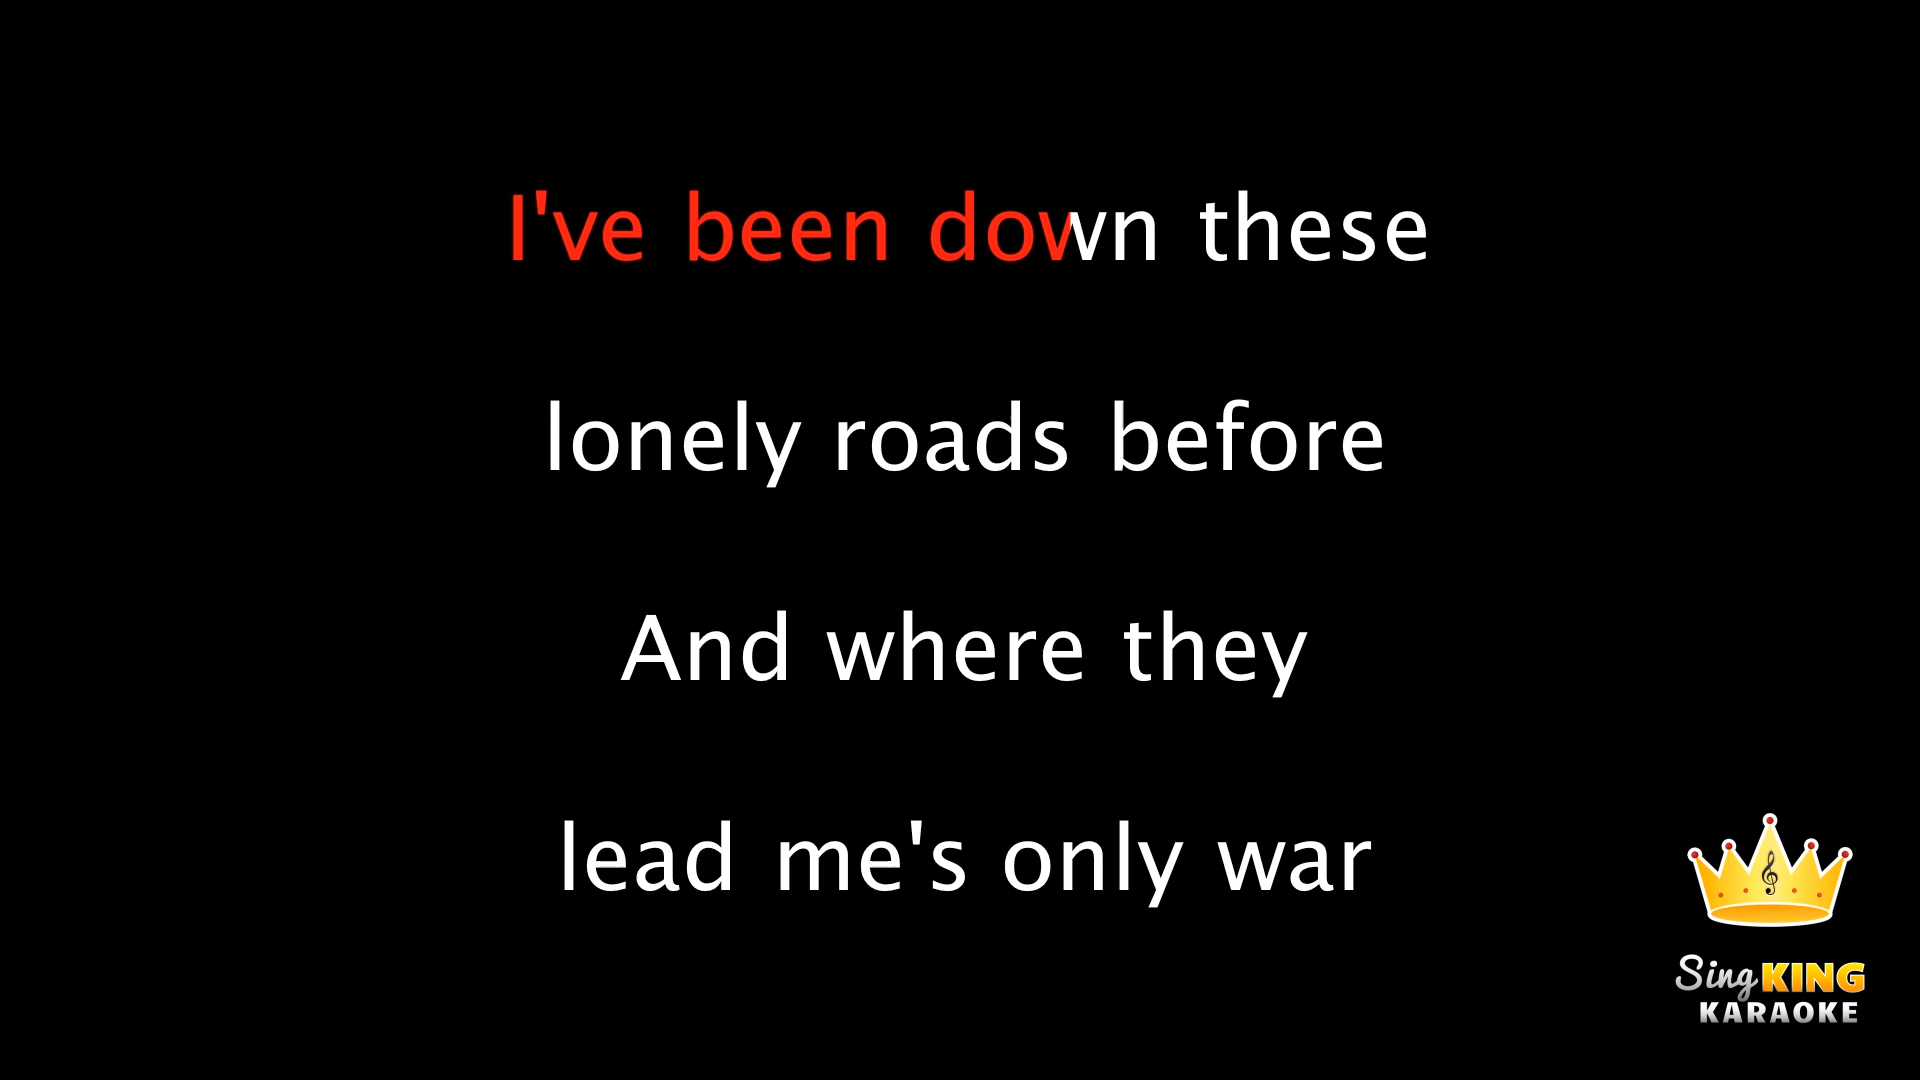 I've been down these
lonely roads before
And where they
lead me's only war
Sing KING
KARAOKE